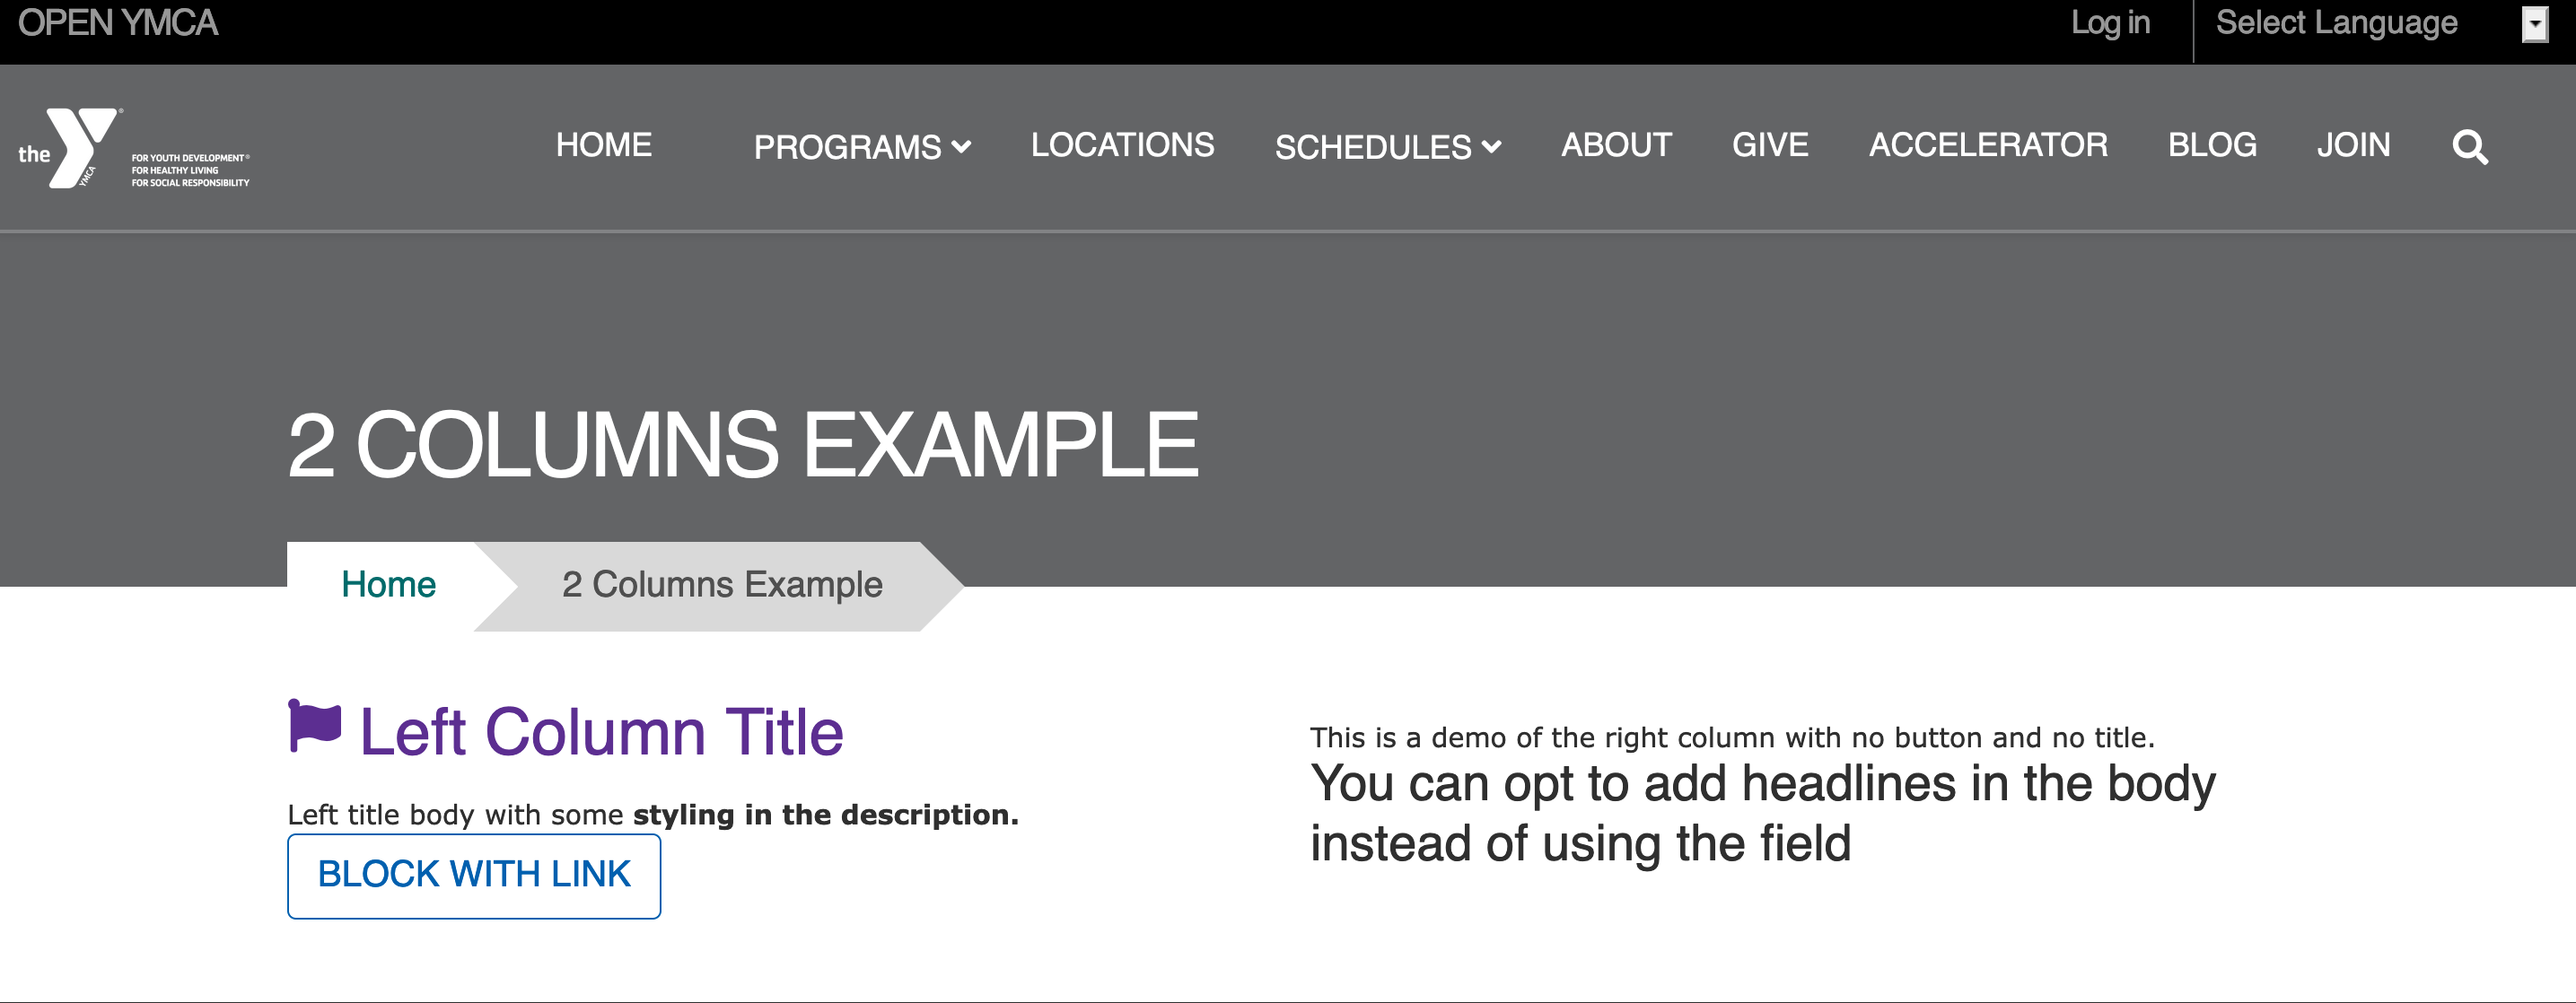 OPEN YMCA
Log in
Select Language
the
YMCA
FOR YOUTH DEVELOPMENT®
FOR HEALTHY LIVING
FOR SOCIAL RESPONSIBILITY
HOME
PROGRAMS
LOCATIONS
SCHEDULES
ABOUT
GIVE
ACCELERATOR
BLOG
JOIN
2 COLUMNS EXAMPLE
Home
2 Columns Example
Left Column Title
Left title body with some styling in the description.
BLOCK WITH LINK
This is a demo of the right column with no button and no title.
You can opt to add headlines in the body
instead of using the field